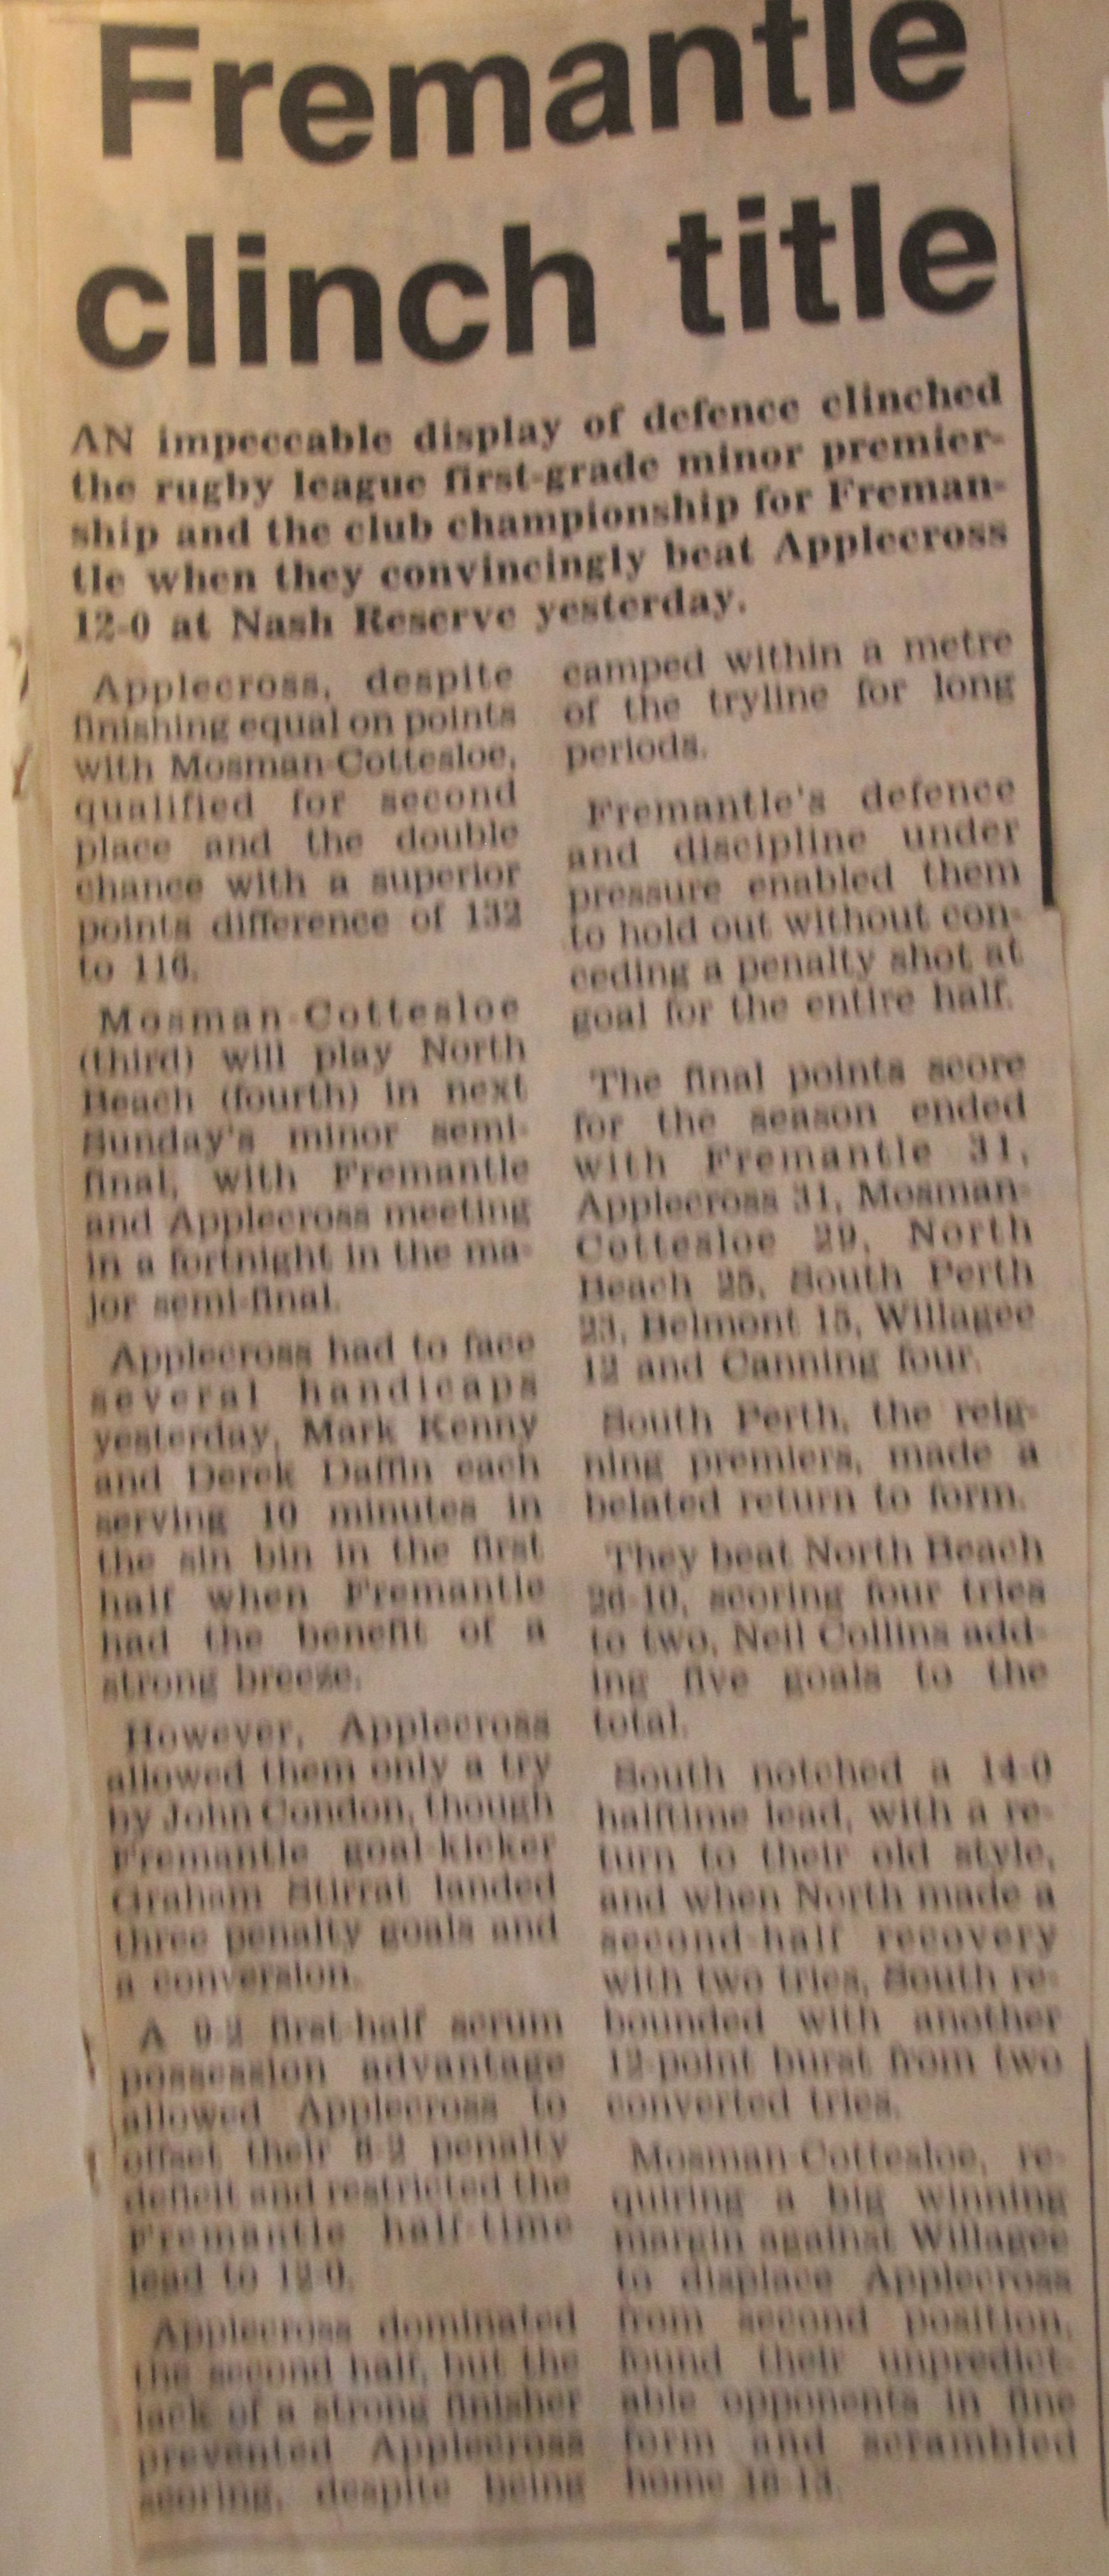 Fremantle
clinch title
AN impeccable display of defence clinched
the rugby league first-grade minor premier-
ship and the club championship for Freman-
tle when they convincingly beat Applecross
12-0 at Nash Reserve yesterday.
Applecross, despite
finishing equal on points
with Mosman-Cottesloe,
qualified for second
place and the double
chance with a superior
points difference of 132
to 116.
Mosman-Cottesloe
(third) will play North
Beach (fourth) in next
Sunday's minor semi-
final, with Fremantle
and Applecross meeting
in a fortnight in the ma-
jor semi-final.
Applecross had to face
several handicaps
yesterday, Mark Kenny
and Derek Daffin each
serving 10 minutes in
the sin bin in the first
half when Fremantle
had the benefit of a
strong breeze.
However, Applecross
allowed them only a try
by John Condon, though
Fremantle goal-kicker
Graham Stirrat landed
three penalty goals and
a conversion.
A first-half scrum
possession advantage
allowed Applecross to
offset their penalty
deficit and restricted the
Fremantle half-time
lead to 12-0.
Applecross dominated
the second half, but the
lack of a strong finisher
prevented Applecross
scoring, despite being
camped within a metre
of the tryline for long
periods.
Fremantle's defence
and discipline under
pressure enabled them
to hold out without con-
ceding a penalty shot at
goal for the entire half.
The final points score
for the season ended
with Fremantle 31,
Applecross 31, Mosman-
Cottesloe 29, North
Beach 25, South Perth
23, Belmont 15, Willagee
12 and Canning four.
South Perth, the reig-
ning premiers, made a
belated return to form.
They beat North Beach
26-10, scoring four tries
to two, Neil Collins add-
ing five goals to the
total.
South notched a 14-0
halftime lead, with a re-
turn to their old style,
and when North made a
second-half recovery
with two tries, South re-
bounded with another
12-point burst from two
converted tries.
Mosman-Cottesloe, re-
quiring a big winning
margin against Willagee
to displace Applecross
from second position,
found their unpredict-
able opponents in fine
form and scrambled
home